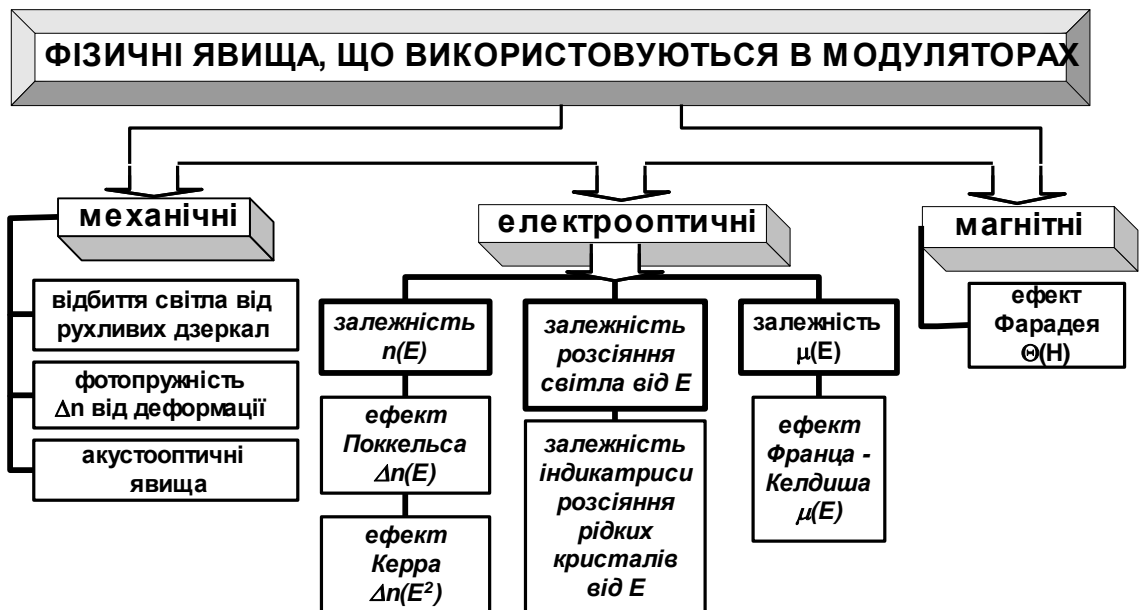 ФІЗИЧНІ ЯВИЩА, ЩО ВИКОРИСТОВУЮТЬСЯ В МОДУЛЯТОРАХ
механічні
відбиття світла від
рухливих дзеркал
фотопружність
Δn від деформації
акустооптичні
явища
електрооптичні
залежність
n(E)
ефект
Поккельса
Δn(E)
ефект
Керра
Δn(E²)
залежність
розсіяння
світла від E
залежність
індикатриси
розсіяння
рідких
кристалів
від E
залежність
μ(E)
ефект
Франца -
Келдиша
μ(E)
магнітні
ефект
Фарадея
Θ(H)